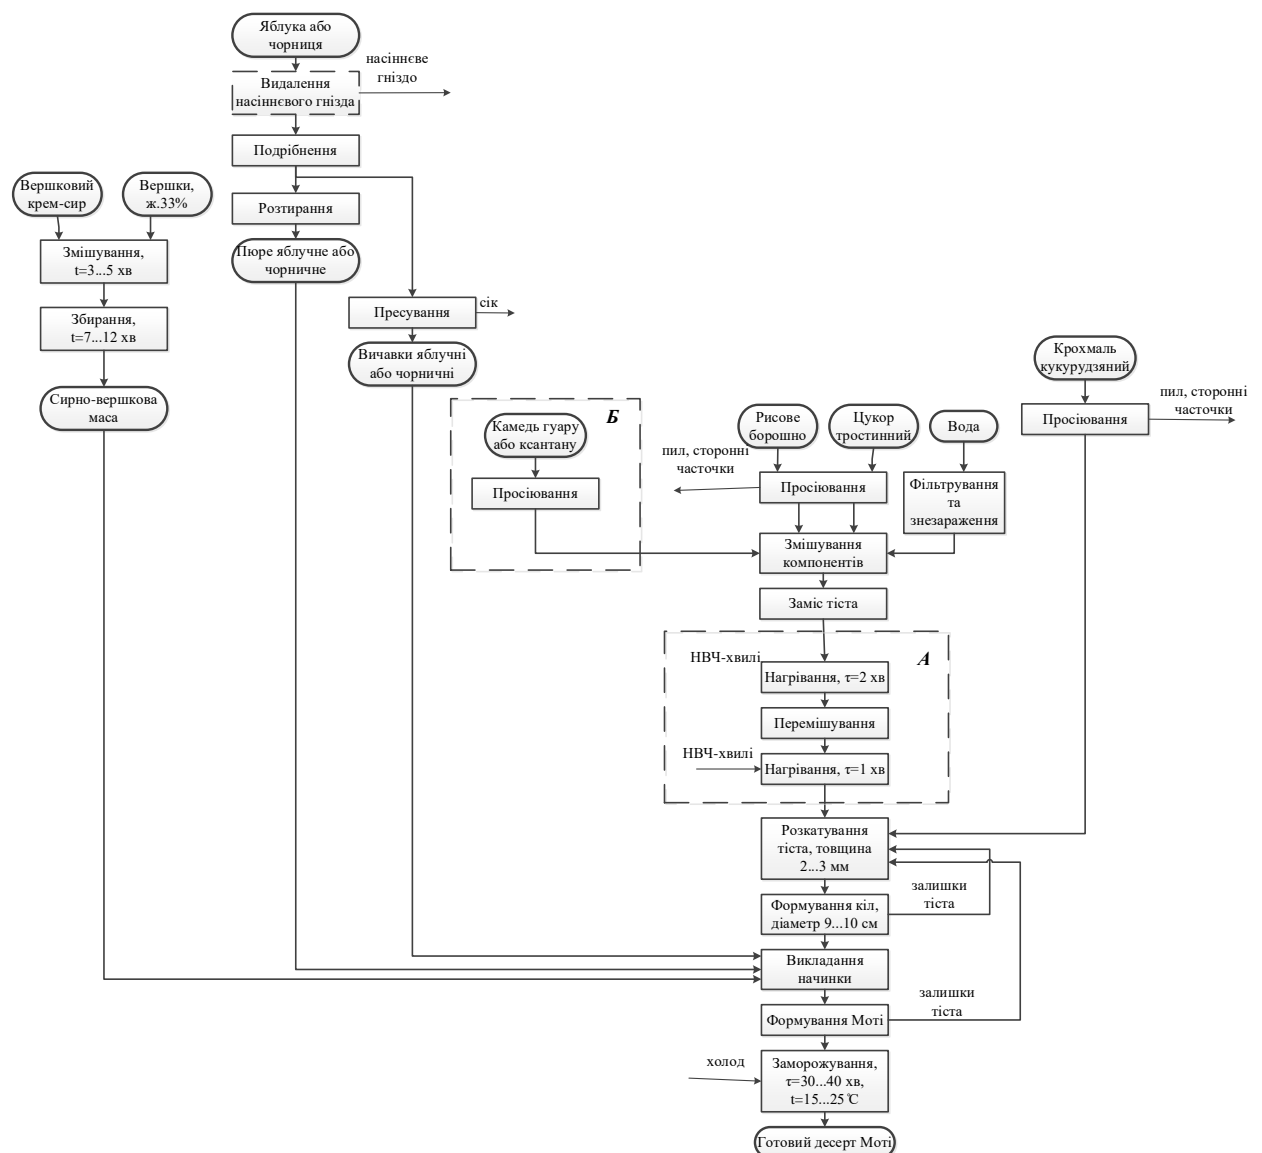 Яблука або
чорниця
насіннєве
гніздо
Видалення
насіннєвого гнізда
Подрібнення
Вершковий
крем-сир
Вершки,
ж.33%
Розтирання
Змішування,
t=3...5 хв
Пюре яблучне або
чорничне
Збирання,
t=7...12 хв
Пресування
сік
Вичавки яблучні
або чорничні
Сирно-вершкова
маса
Крохмаль
кукурудзяний
Просіювання
пил, сторонні
часточки
Б
Камедь гуару
або ксантану
Просіювання
Рисове
борошно
Цукор
тростинний
Вода
пил, сторонні
часточки
Просіювання
Фільтрування
та
знезараження
Змішування
компонентів
Заміс тіста
А
НВЧ-хвилі
Нагрівання, τ=2 хв
Перемішування
НВЧ-хвилі
Нагрівання, τ=1 хв
Розкатування
тіста, товщина
2...3 мм
залишки
тіста
Формування кіл,
діаметр 9...10 см
Викладання
начинки
залишки
тіста
Формування Моті
холод
Заморожування,
τ=30...40 хв,
t=15...25℃
Готовий десерт Моті